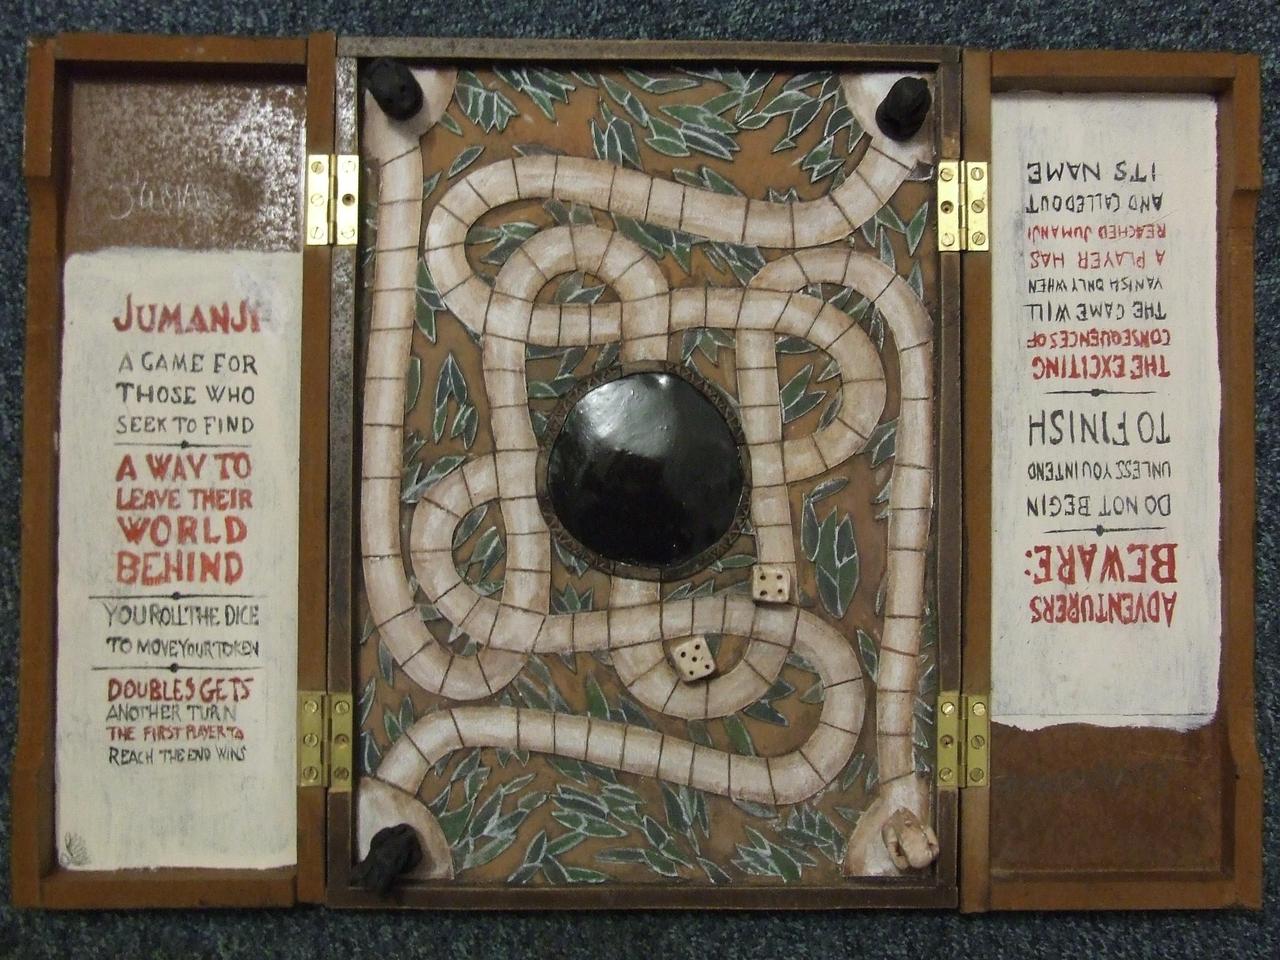 JUMANJI
A GAME FOR
THOSE WHO
SEEK TO FIND
A WAY TO
LEAVE THEIR
WORLD
BEHIND
YOU ROLL THE DICE
TO MOVE YOUR TOKEN
DOUBLES GETS
ANOTHER TURN
THE FIRST PLAYER TO
REACH THE END WINS
ADVENTURERS
BEWARE:
DO NOT BEGIN
UNLESS YOU INTEND
TO FINISH
THE EXCITING
CONSEQUENCES OF
THE GAME WILL
VANISH ONLY WHEN
A PLAYER HAS
REACHED JUMANJI
AND CALLED OUT
IT'S NAME